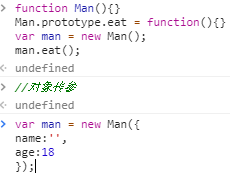 function Man(){}
Man.prototype.eat = function(){}
var man = new Man();
man.eat();
undefined
//对象传参
undefined
var man = new Man({
name:'',
age:18
});